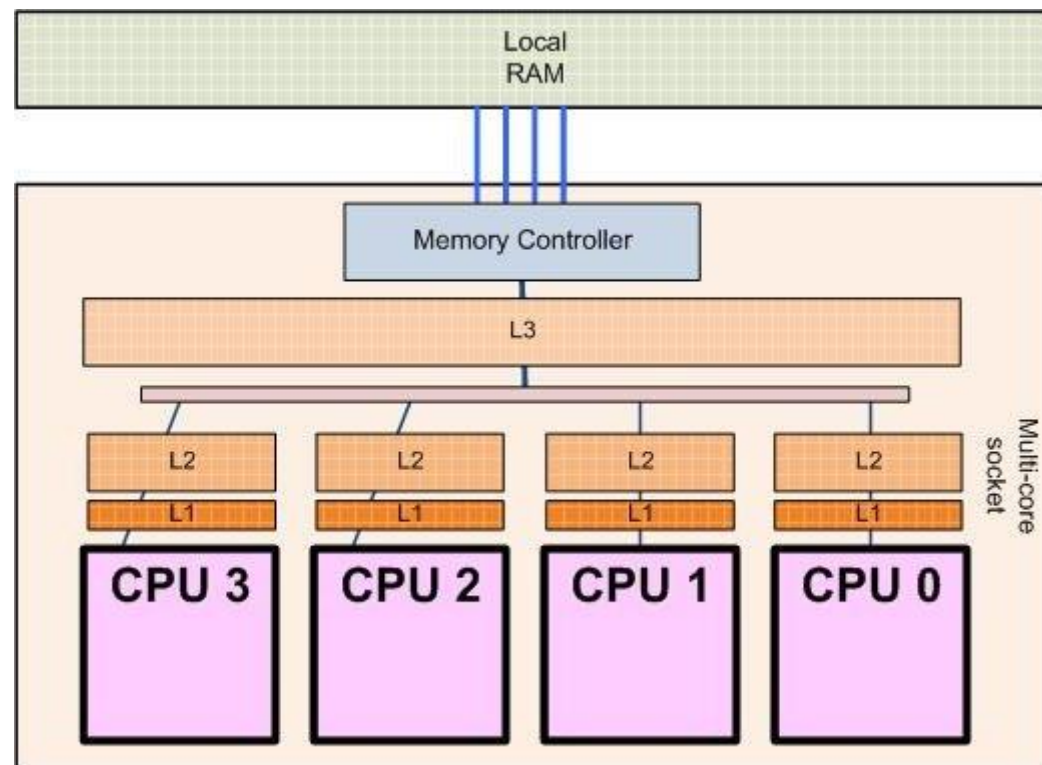 Local
RAM
Memory Controller
L3
L2
L2
L2
L2
L1
L1
L1
L1
CPU 3
CPU 2
CPU 1
CPU 0
Multi-core
socket